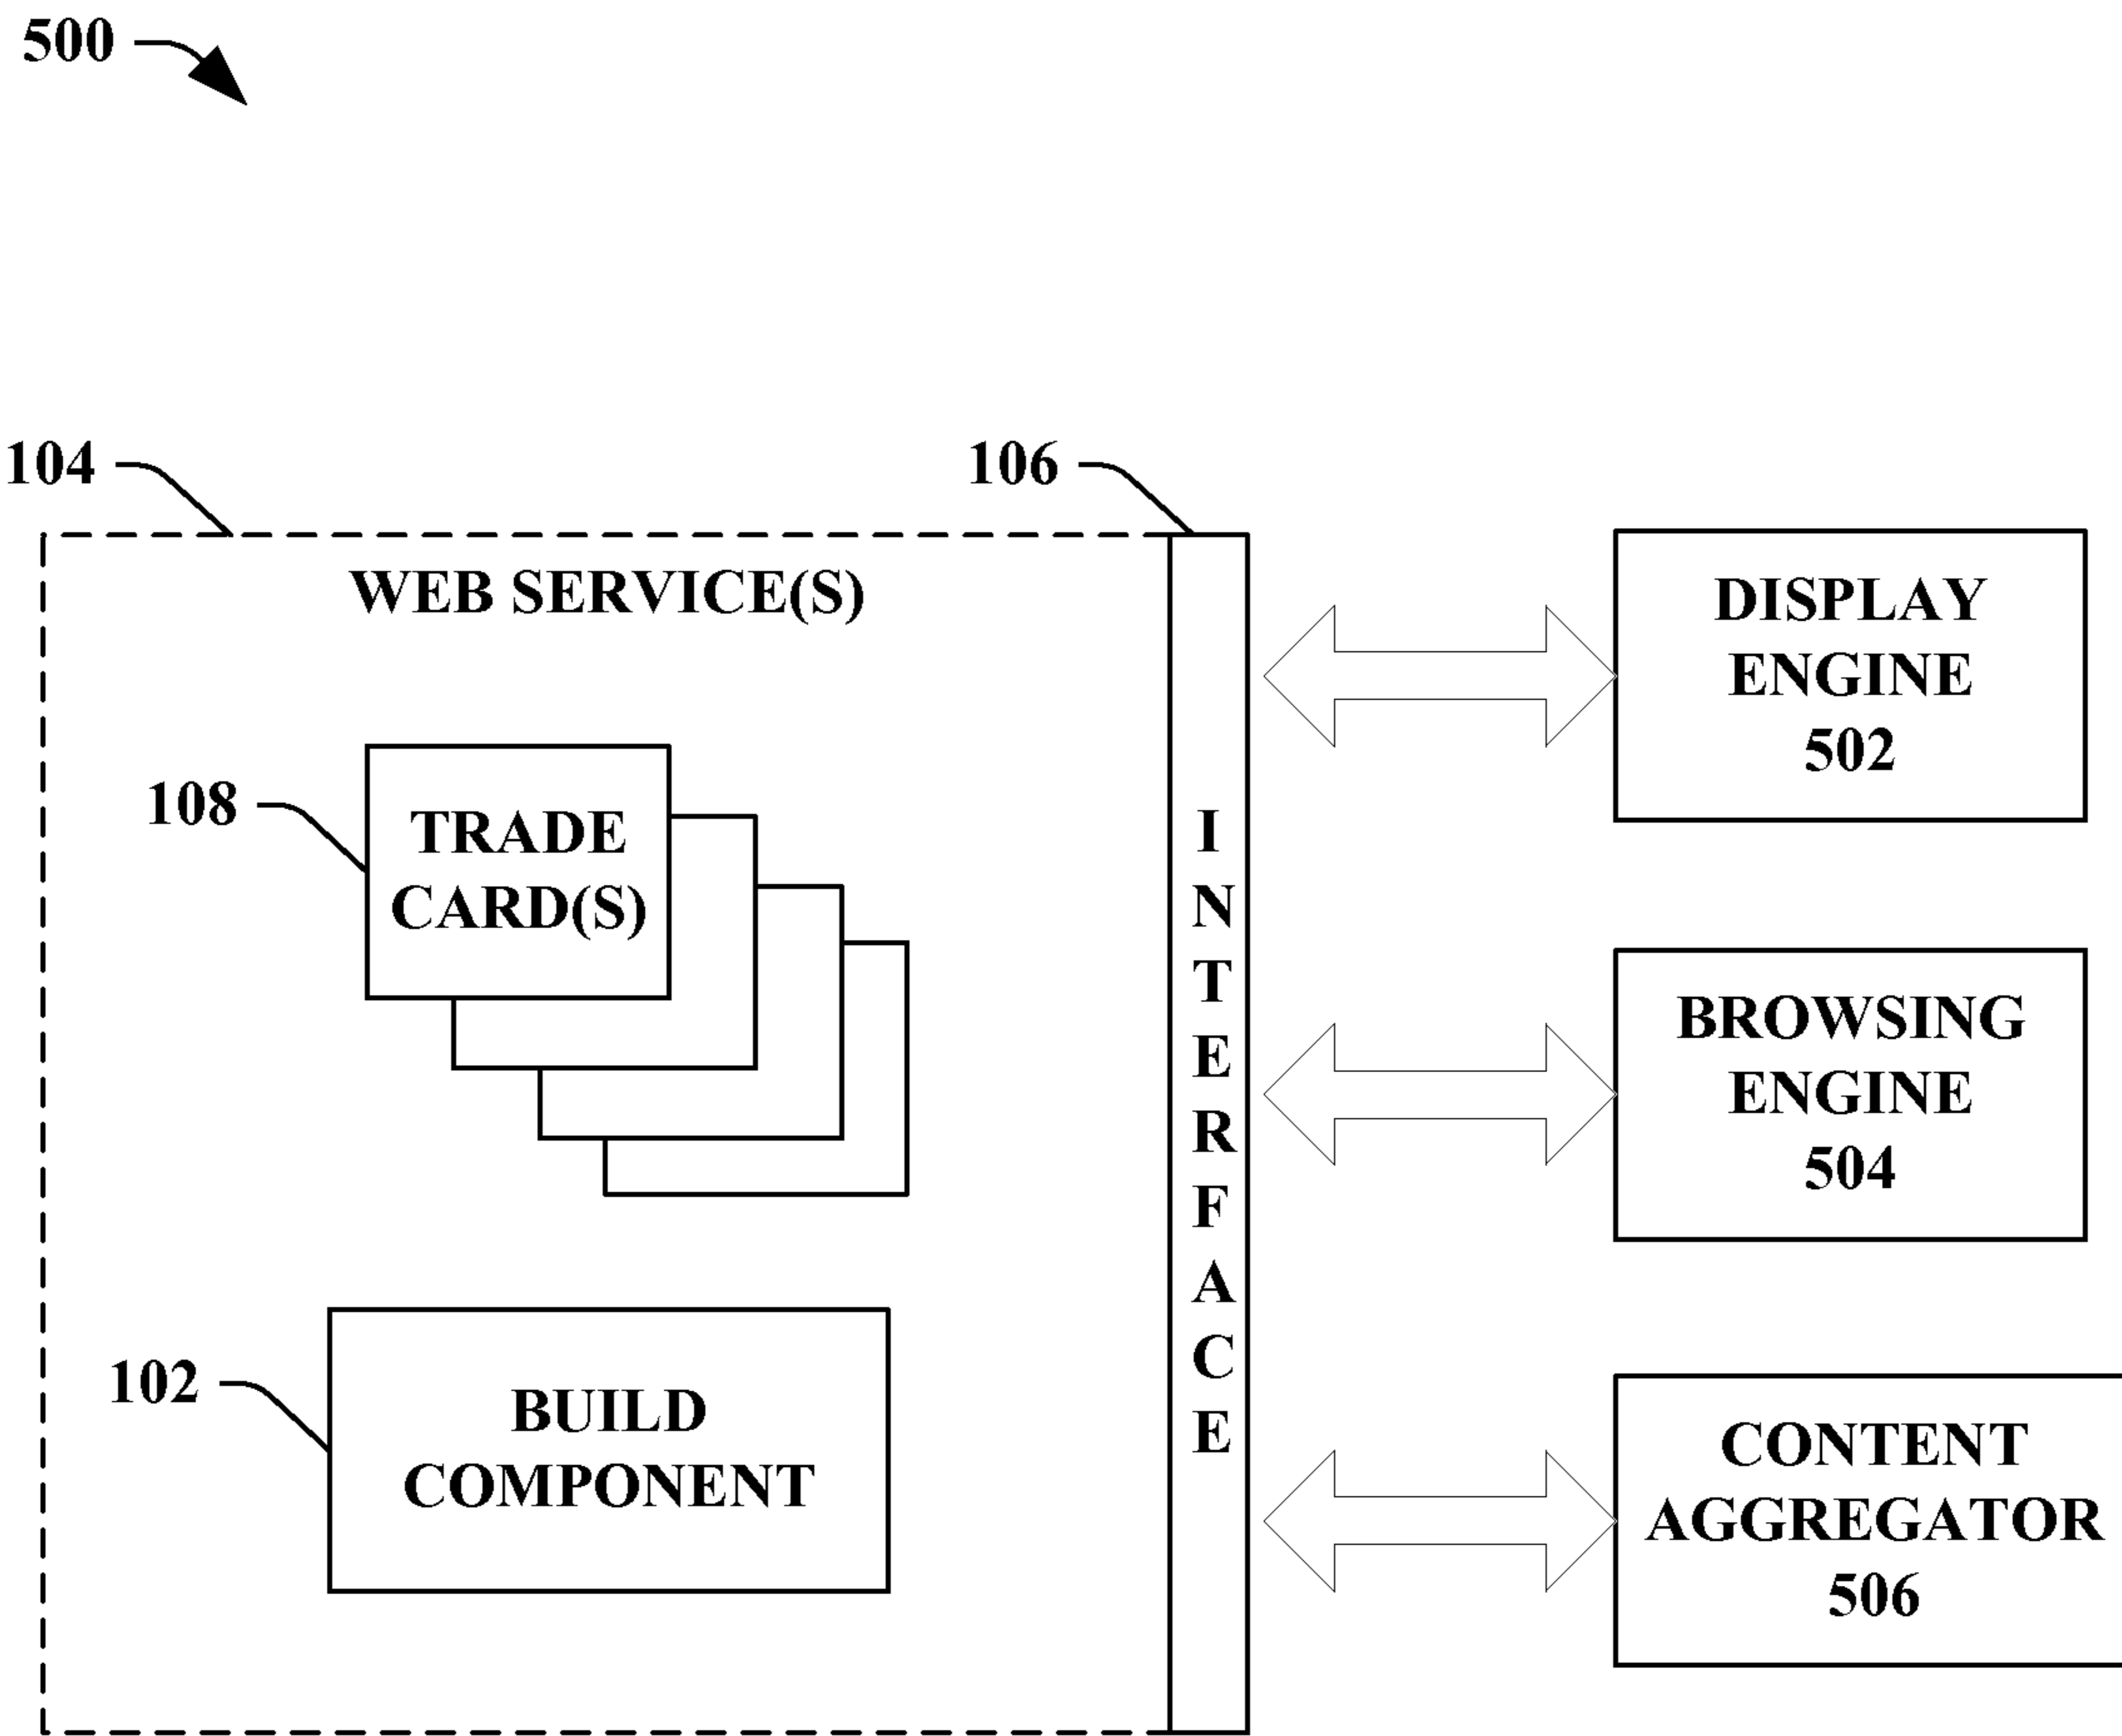 500
104
106
WEB SERVICE(S)
DISPLAY
ENGINE
502
108
TRADE
CARD(S)
INTERFACE
BROWSING
ENGINE
504
102
BUILD
COMPONENT
CONTENT
AGGREGATOR
506